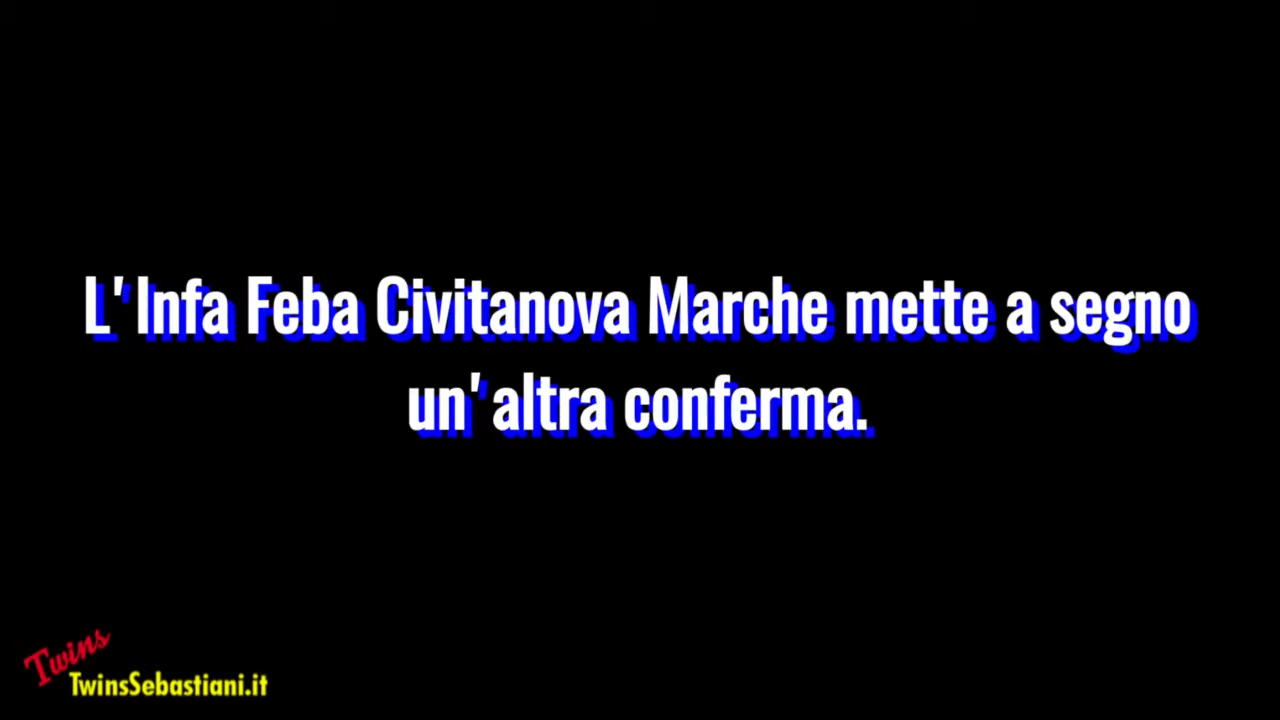 L'Infa Feba Civitanova Marche mette a segno
un'altra conferma.
Twins
TwinsSebastiani.it